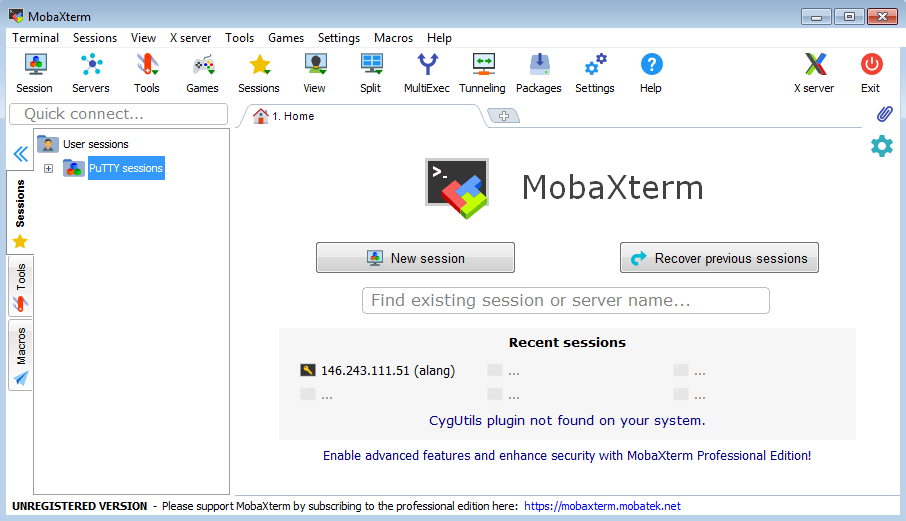 MobaXterm
Terminal Sessions View X server Tools Games Settings Macros Help
Session Servers Tools Games Sessions View Split MultiExec Tunneling Packages Settings Help X server Exit
Quick connect...
1. Home
User sessions
PuTTY sessions
Sessions
Tools
Macros
>_
MobaXterm
New session
Recover previous sessions
Find existing session or server name...
Recent sessions
146.243.111.51 (alang) ... ...
... ... ...
CygUtils plugin not found on your system.
Enable advanced features and enhance security with MobaXterm Professional Edition!
UNREGISTERED VERSION - Please support MobaXterm by subscribing to the professional edition here: https://mobaxterm.mobatek.net